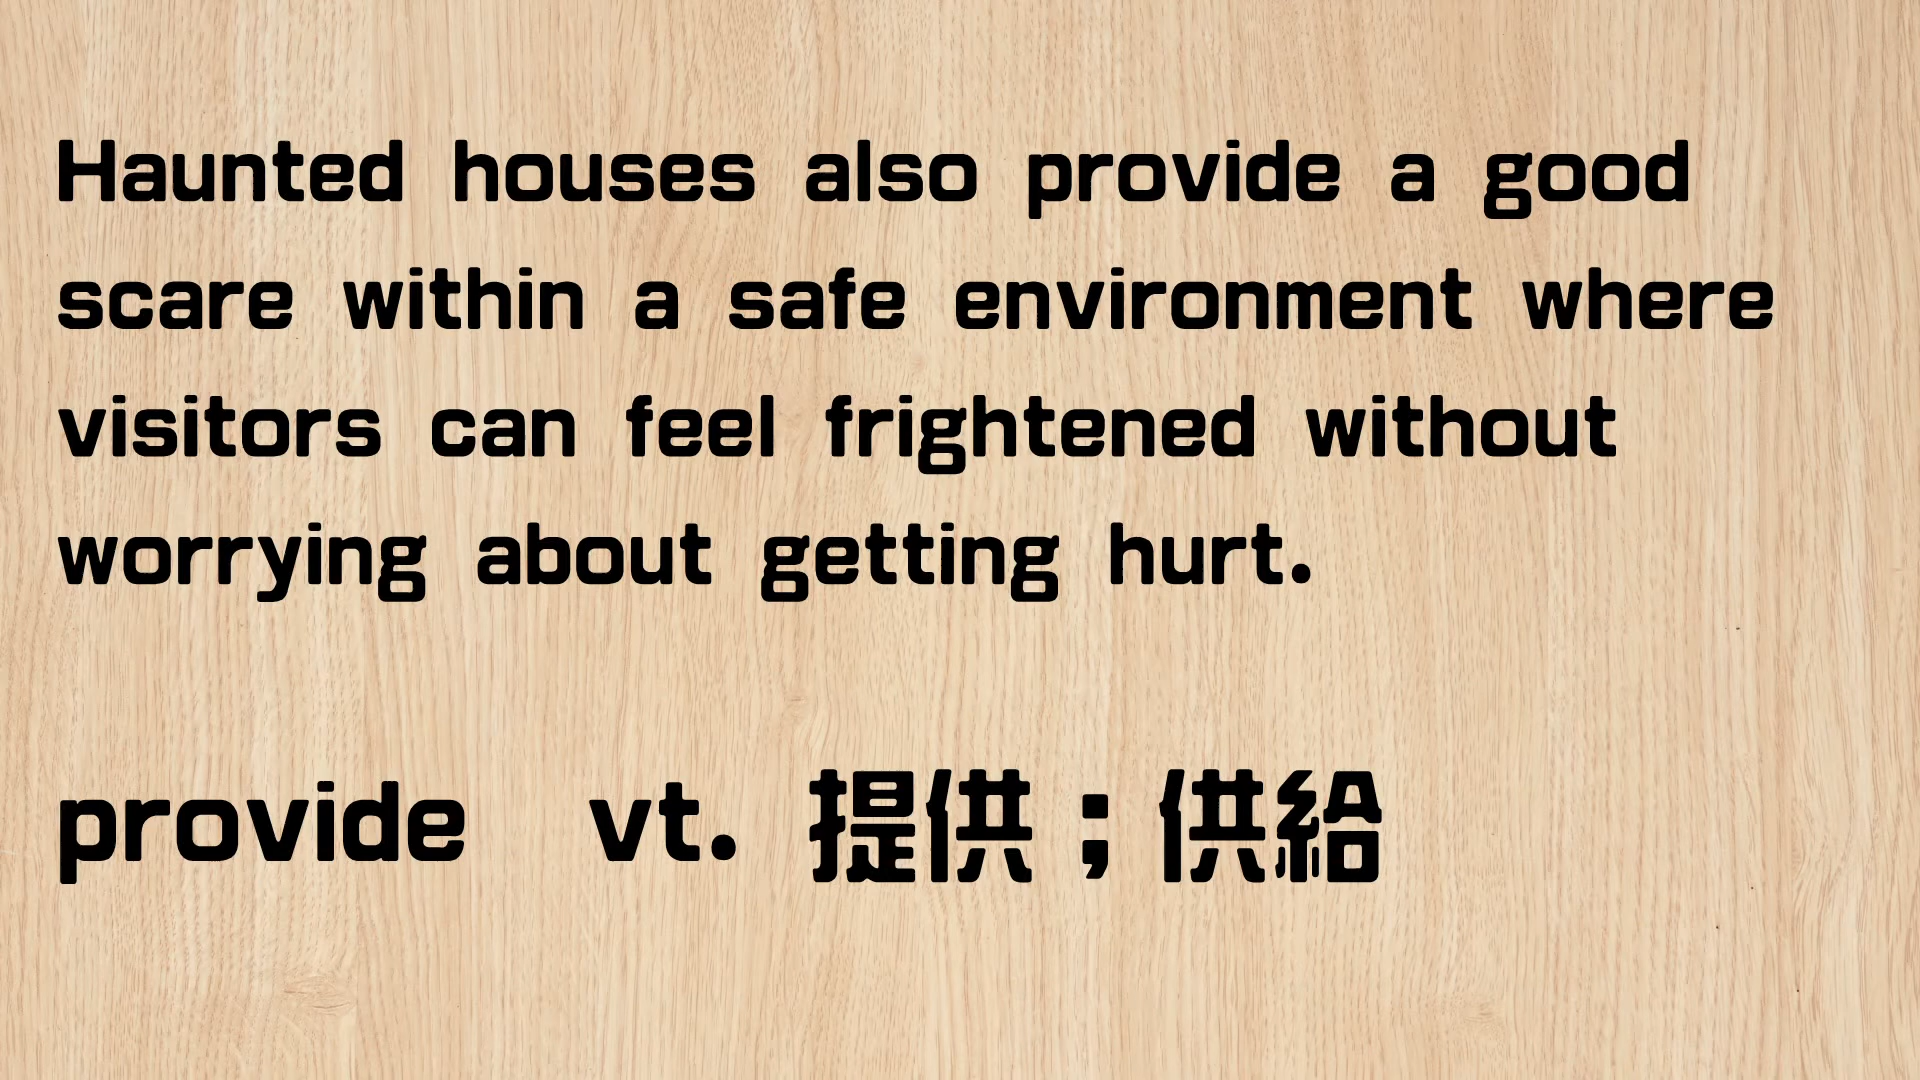 Haunted houses also provide a good
scare within a safe environment where
visitors can feel frightened without
worrying about getting hurt.
provide vt. 提供；供給